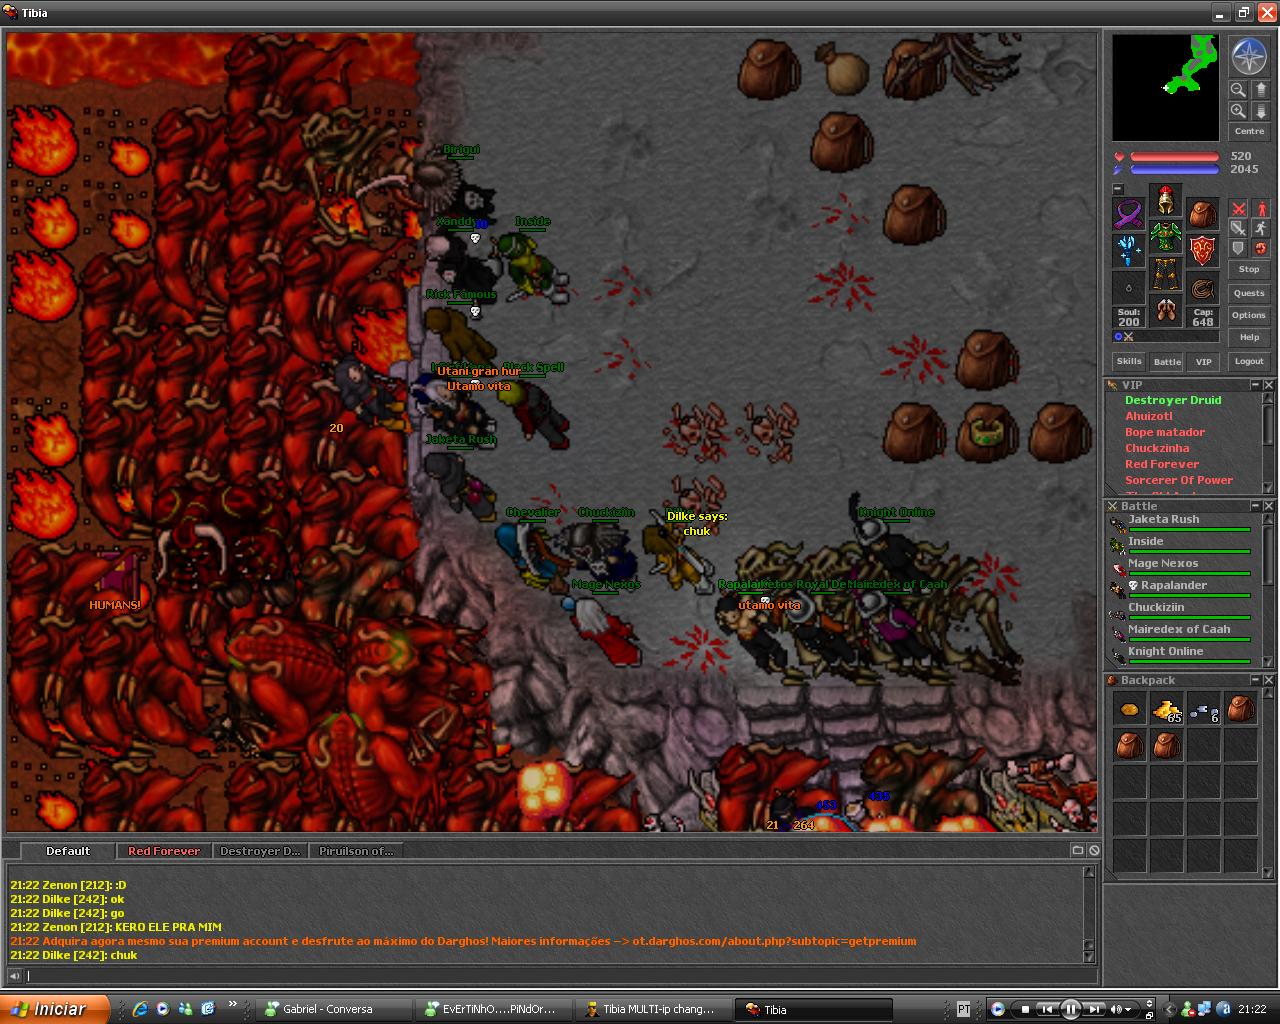 Tibia
Birigui
Xanddy
Inside
Rick Famous
Black Spell
Utani gran hur
Utamo vita
20
Jaketa Rush
Chevalier
Chuckiziin
Knight Online
Dilke says:
chuk
Mage Nexos
Mairedex of Caah
utamo vita
HUMANS!
453
435
21
264
Centre
520
2045
Soul:
200
Cap:
648
Stop
Quests
Options
Help
Skills
Battle
VIP
Logout
VIP
Destroyer Druid
Ahuizotl
Bope matador
Chuckzinha
Red Forever
Sorcerer Of Power
Battle
Jaketa Rush
Inside
Mage Nexos
Rapalander
Chuckiziin
Mairedex of Caah
Knight Online
Backpack
65
6
Default
Red Forever
Destroyer D...
Piruilson of...
21:22 Zenon [212]: :D
21:22 Dilke [242]: ok
21:22 Dilke [242]: go
21:22 Zenon [212]: KERO ELE PRA MIM
21:22 Adquira agora mesmo sua premium account e desfrute ao máximo do Darghos! Maiores informações --> ot.darghos.com/about.php?subtopic=getpremium
21:22 Dilke [242]: chuk
Iniciar
Gabriel - Conversa
EvErTiNhO....PiNdOr...
Tibia MULTI-ip chang...
Tibia
PT
21:22